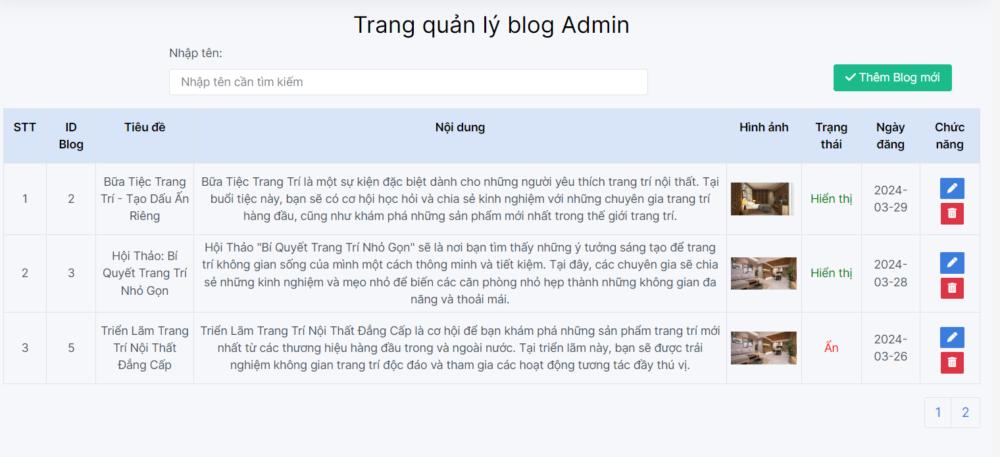 Trang quản lý blog Admin
Nhập tên:
Nhập tên cần tìm kiếm
Thêm Blog mới
STT
ID
Blog
Tiêu đề
Nội dung
Hình ảnh
Trạng
thái
Ngày
đăng
Chức
năng
1
2
Bữa Tiệc Trang
Trí - Tạo Dấu Ấn
Riêng
Bữa Tiệc Trang Trí là một sự kiện đặc biệt dành cho những người yêu thích trang trí nội thất. Tại
buổi tiệc này, bạn sẽ có cơ hội học hỏi và chia sẻ kinh nghiệm với những chuyên gia trang trí
hàng đầu, cũng như khám phá những sản phẩm mới nhất trong thế giới trang trí.
Hiển thị
2024-
03-29
2
3
Hội Thảo: Bí
Quyết Trang Trí
Nhỏ Gọn
Hội Thảo "Bí Quyết Trang Trí Nhỏ Gọn" sẽ là nơi bạn tìm thấy những ý tưởng sáng tạo để trang
trí không gian sống của mình một cách thông minh và tiết kiệm. Tại đây, các chuyên gia sẽ chia
sẻ những kinh nghiệm và mẹo nhỏ để biến các căn phòng nhỏ hẹp thành những không gian đa
năng và thoải mái.
Hiển thị
2024-
03-28
3
5
Triển Lãm Trang
Trí Nội Thất
Đẳng Cấp
Triển Lãm Trang Trí Nội Thất Đẳng Cấp là cơ hội để bạn khám phá những sản phẩm trang trí mới
nhất từ các thương hiệu hàng đầu trong và ngoài nước. Tại triển lãm này, bạn sẽ được trải
nghiệm không gian trang trí độc đáo và tham gia các hoạt động tương tác đầy thú vị.
Ẩn
2024-
03-26
1
2